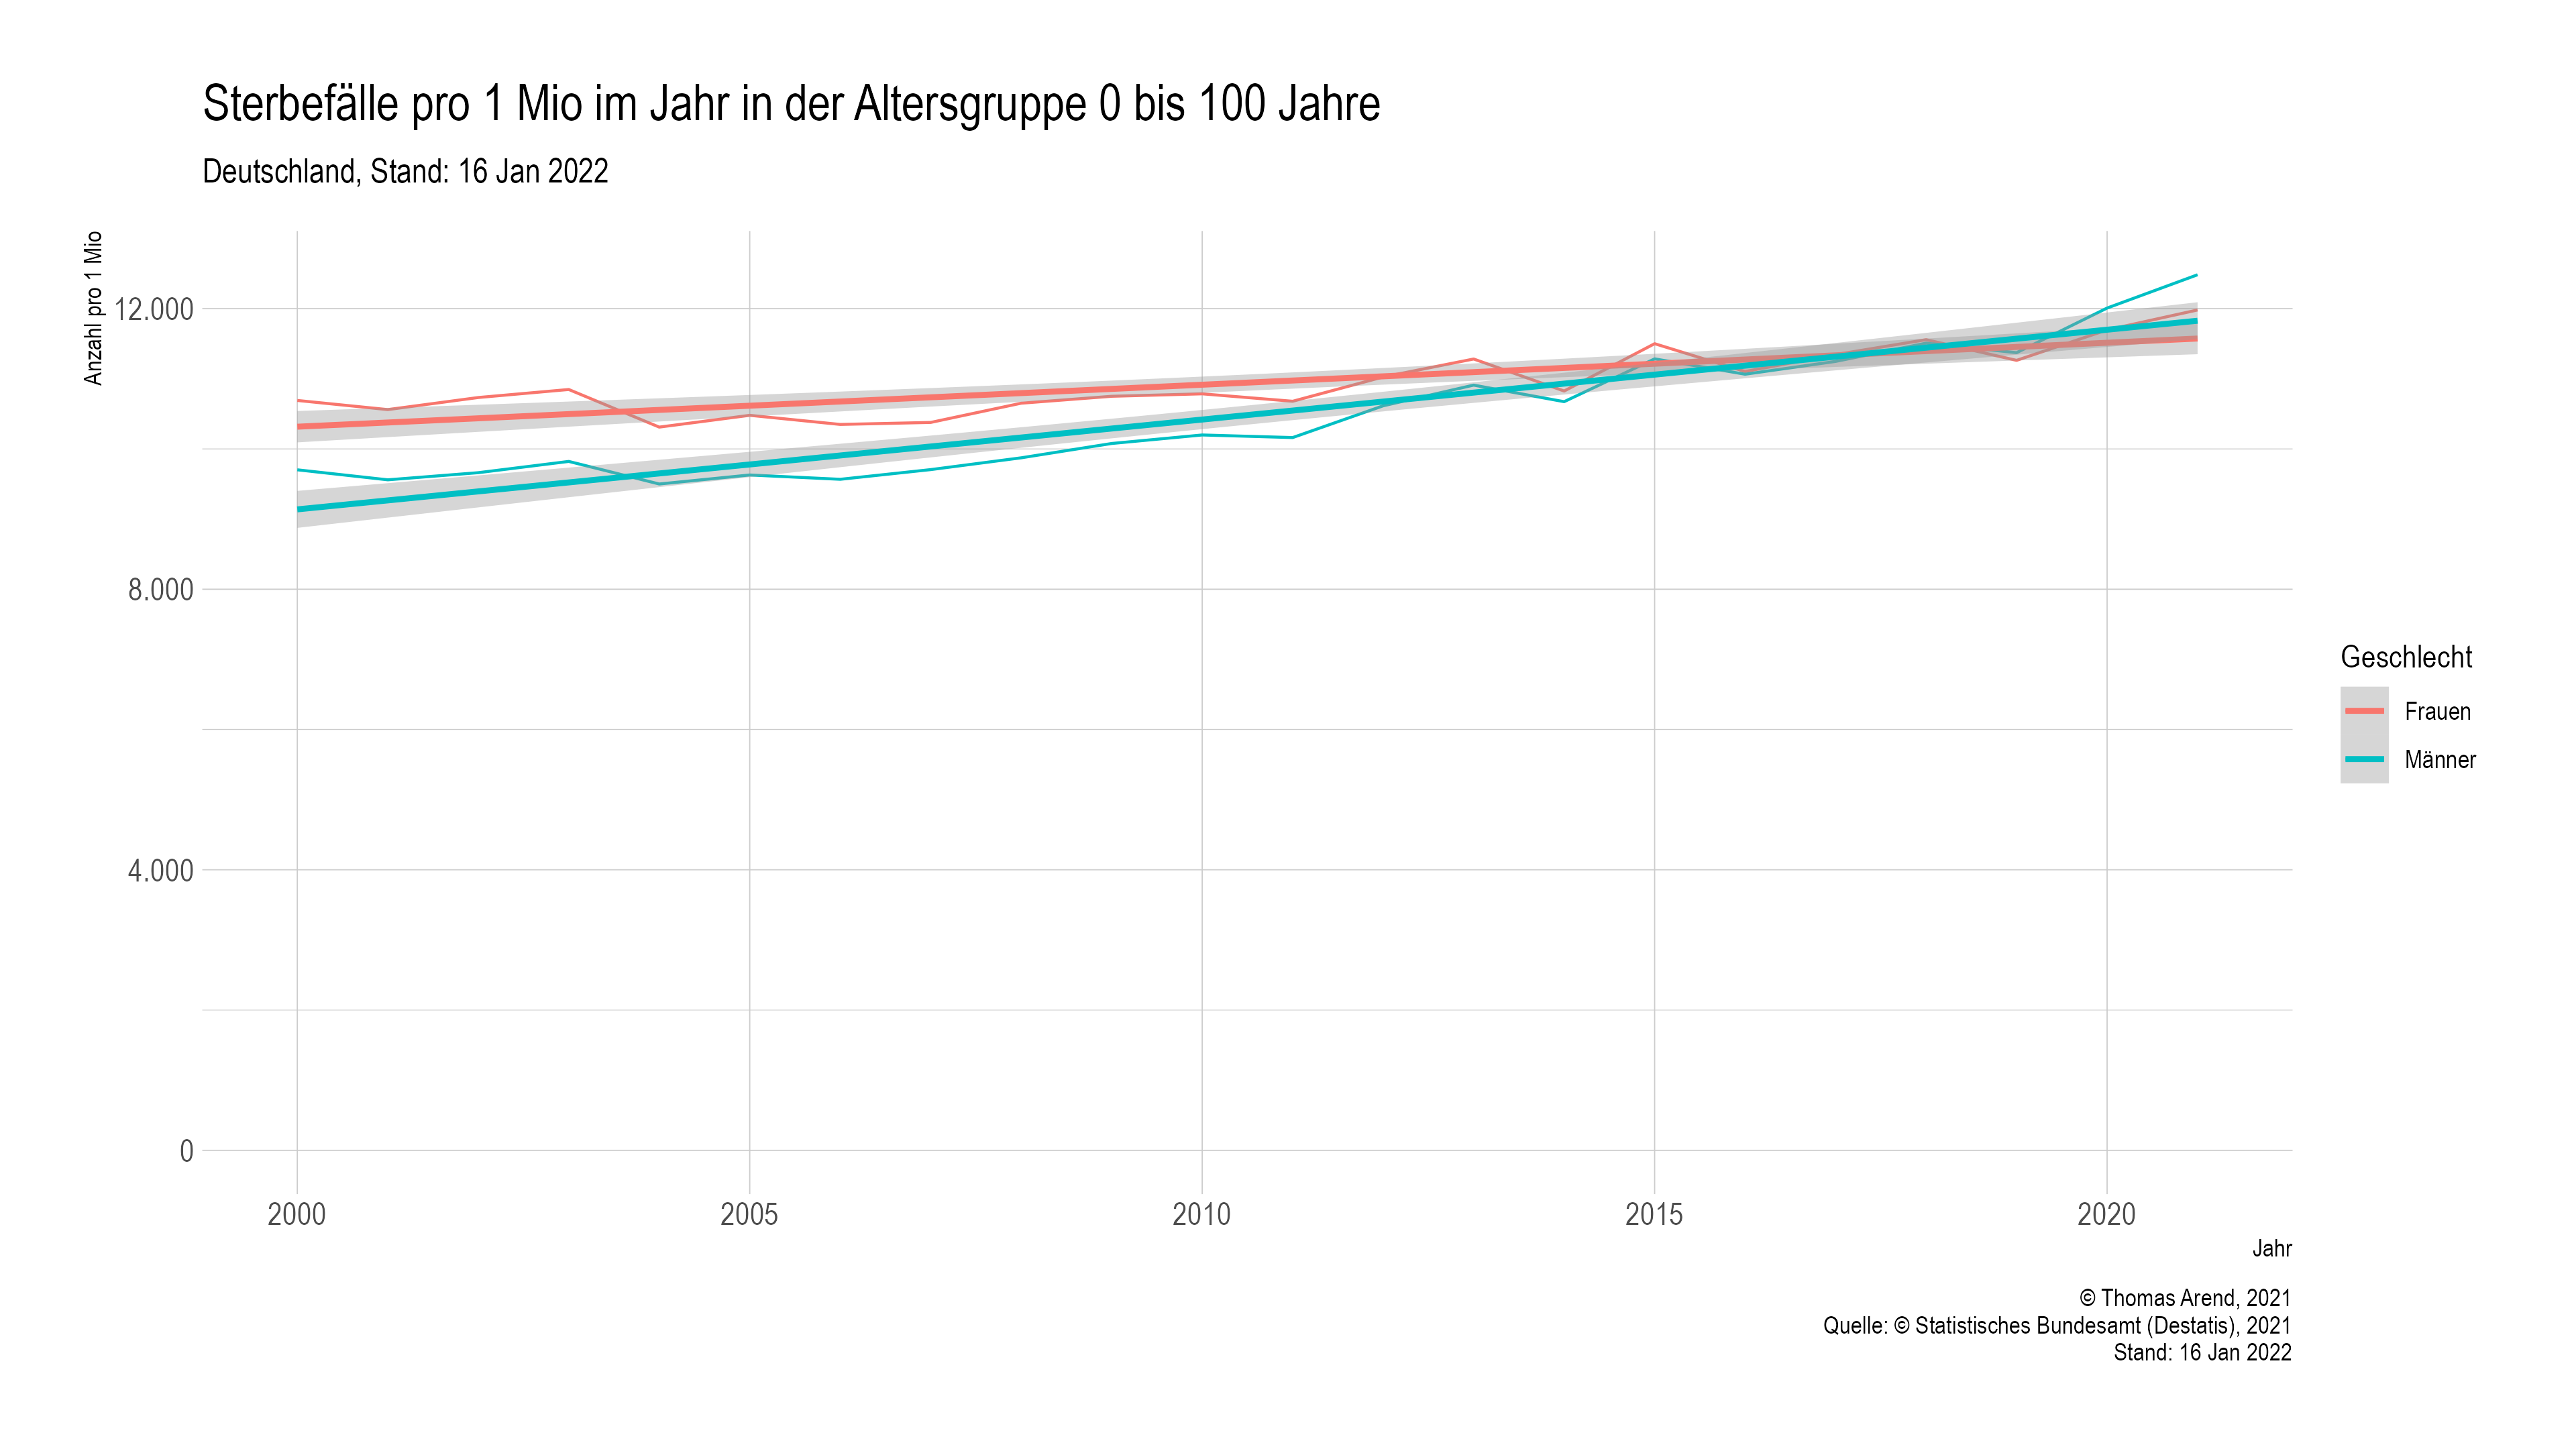 Sterbefälle pro 1 Mio im Jahr in der Altersgruppe 0 bis 100 Jahre
Deutschland, Stand: 16 Jan 2022
Anzahl pro 1 Mio
12.000
8.000
4.000
0
2000
2005
2010
2015
2020
Jahr
Geschlecht
Frauen
Männer
© Thomas Arend, 2021
Quelle: © Statistisches Bundesamt (Destatis), 2021
Stand: 16 Jan 2022